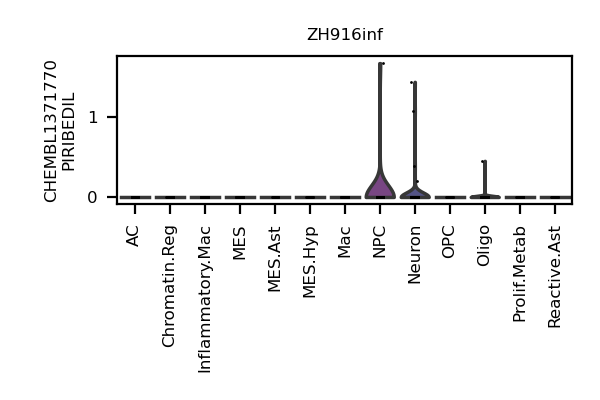 ZH916inf
CHEMBL1371770
PIRIBEDIL
1
0
AC
Chromatin.Reg
Inflammatory.Mac
MES
MES.Ast
MES.Hyp
Mac
NPC
Neuron
OPC
Oligo
Prolif.Metab
Reactive.Ast